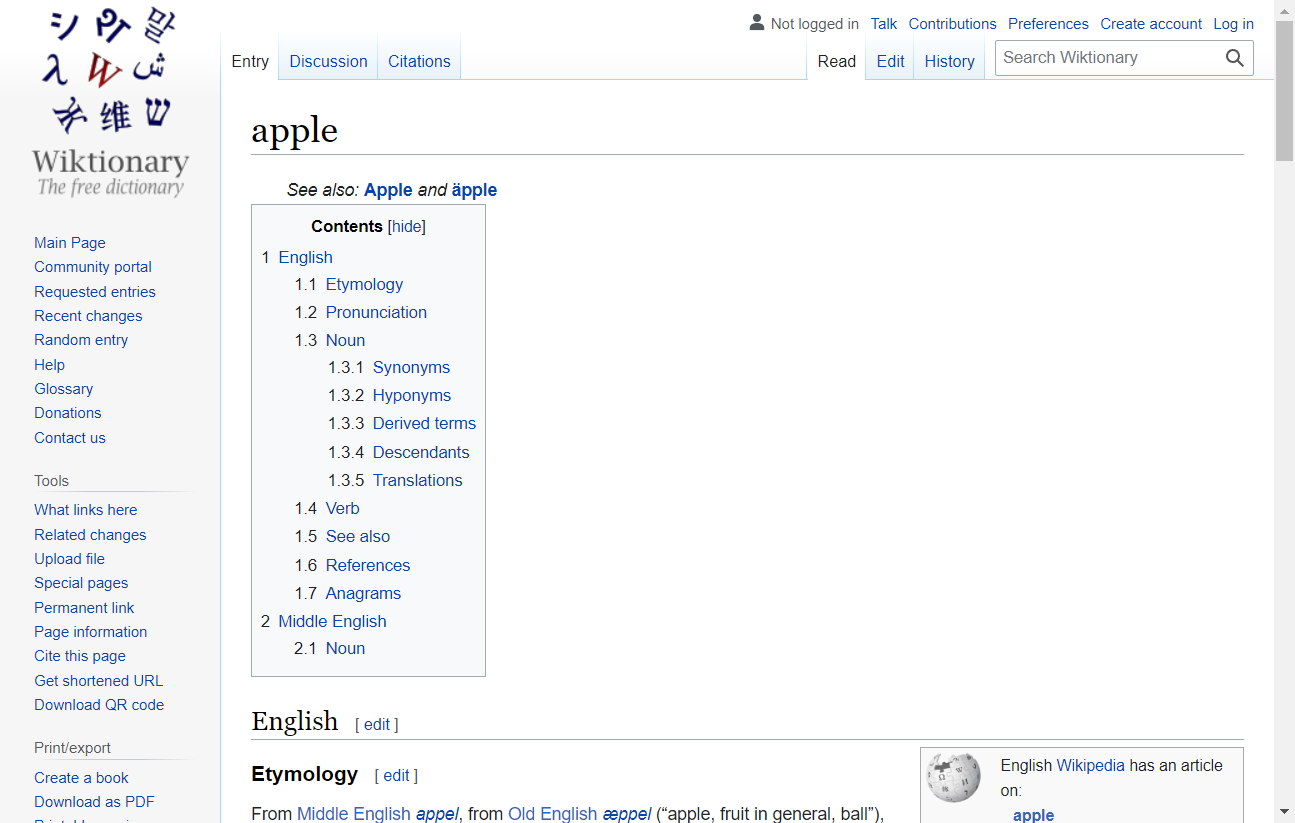 Not logged in Talk Contributions Preferences Create account Log in
Entry Discussion Citations Read Edit History Search Wiktionary
シ வி 말
λ W ش
维 ש
Wiktionary
The free dictionary
Main Page
Community portal
Requested entries
Recent changes
Random entry
Help
Glossary
Donations
Contact us
Tools
What links here
Related changes
Upload file
Special pages
Permanent link
Page information
Cite this page
Get shortened URL
Download QR code
Print/export
Create a book
Download as PDF
apple
See also: Apple and äpple
Contents [hide]
1 English
1.1 Etymology
1.2 Pronunciation
1.3 Noun
1.3.1 Synonyms
1.3.2 Hyponyms
1.3.3 Derived terms
1.3.4 Descendants
1.3.5 Translations
1.4 Verb
1.5 See also
1.6 References
1.7 Anagrams
2 Middle English
2.1 Noun
English [ edit ]
Etymology [ edit ]
From Middle English appel, from Old English æppel (“apple, fruit in general, ball”),
English Wikipedia has an article
on:
apple